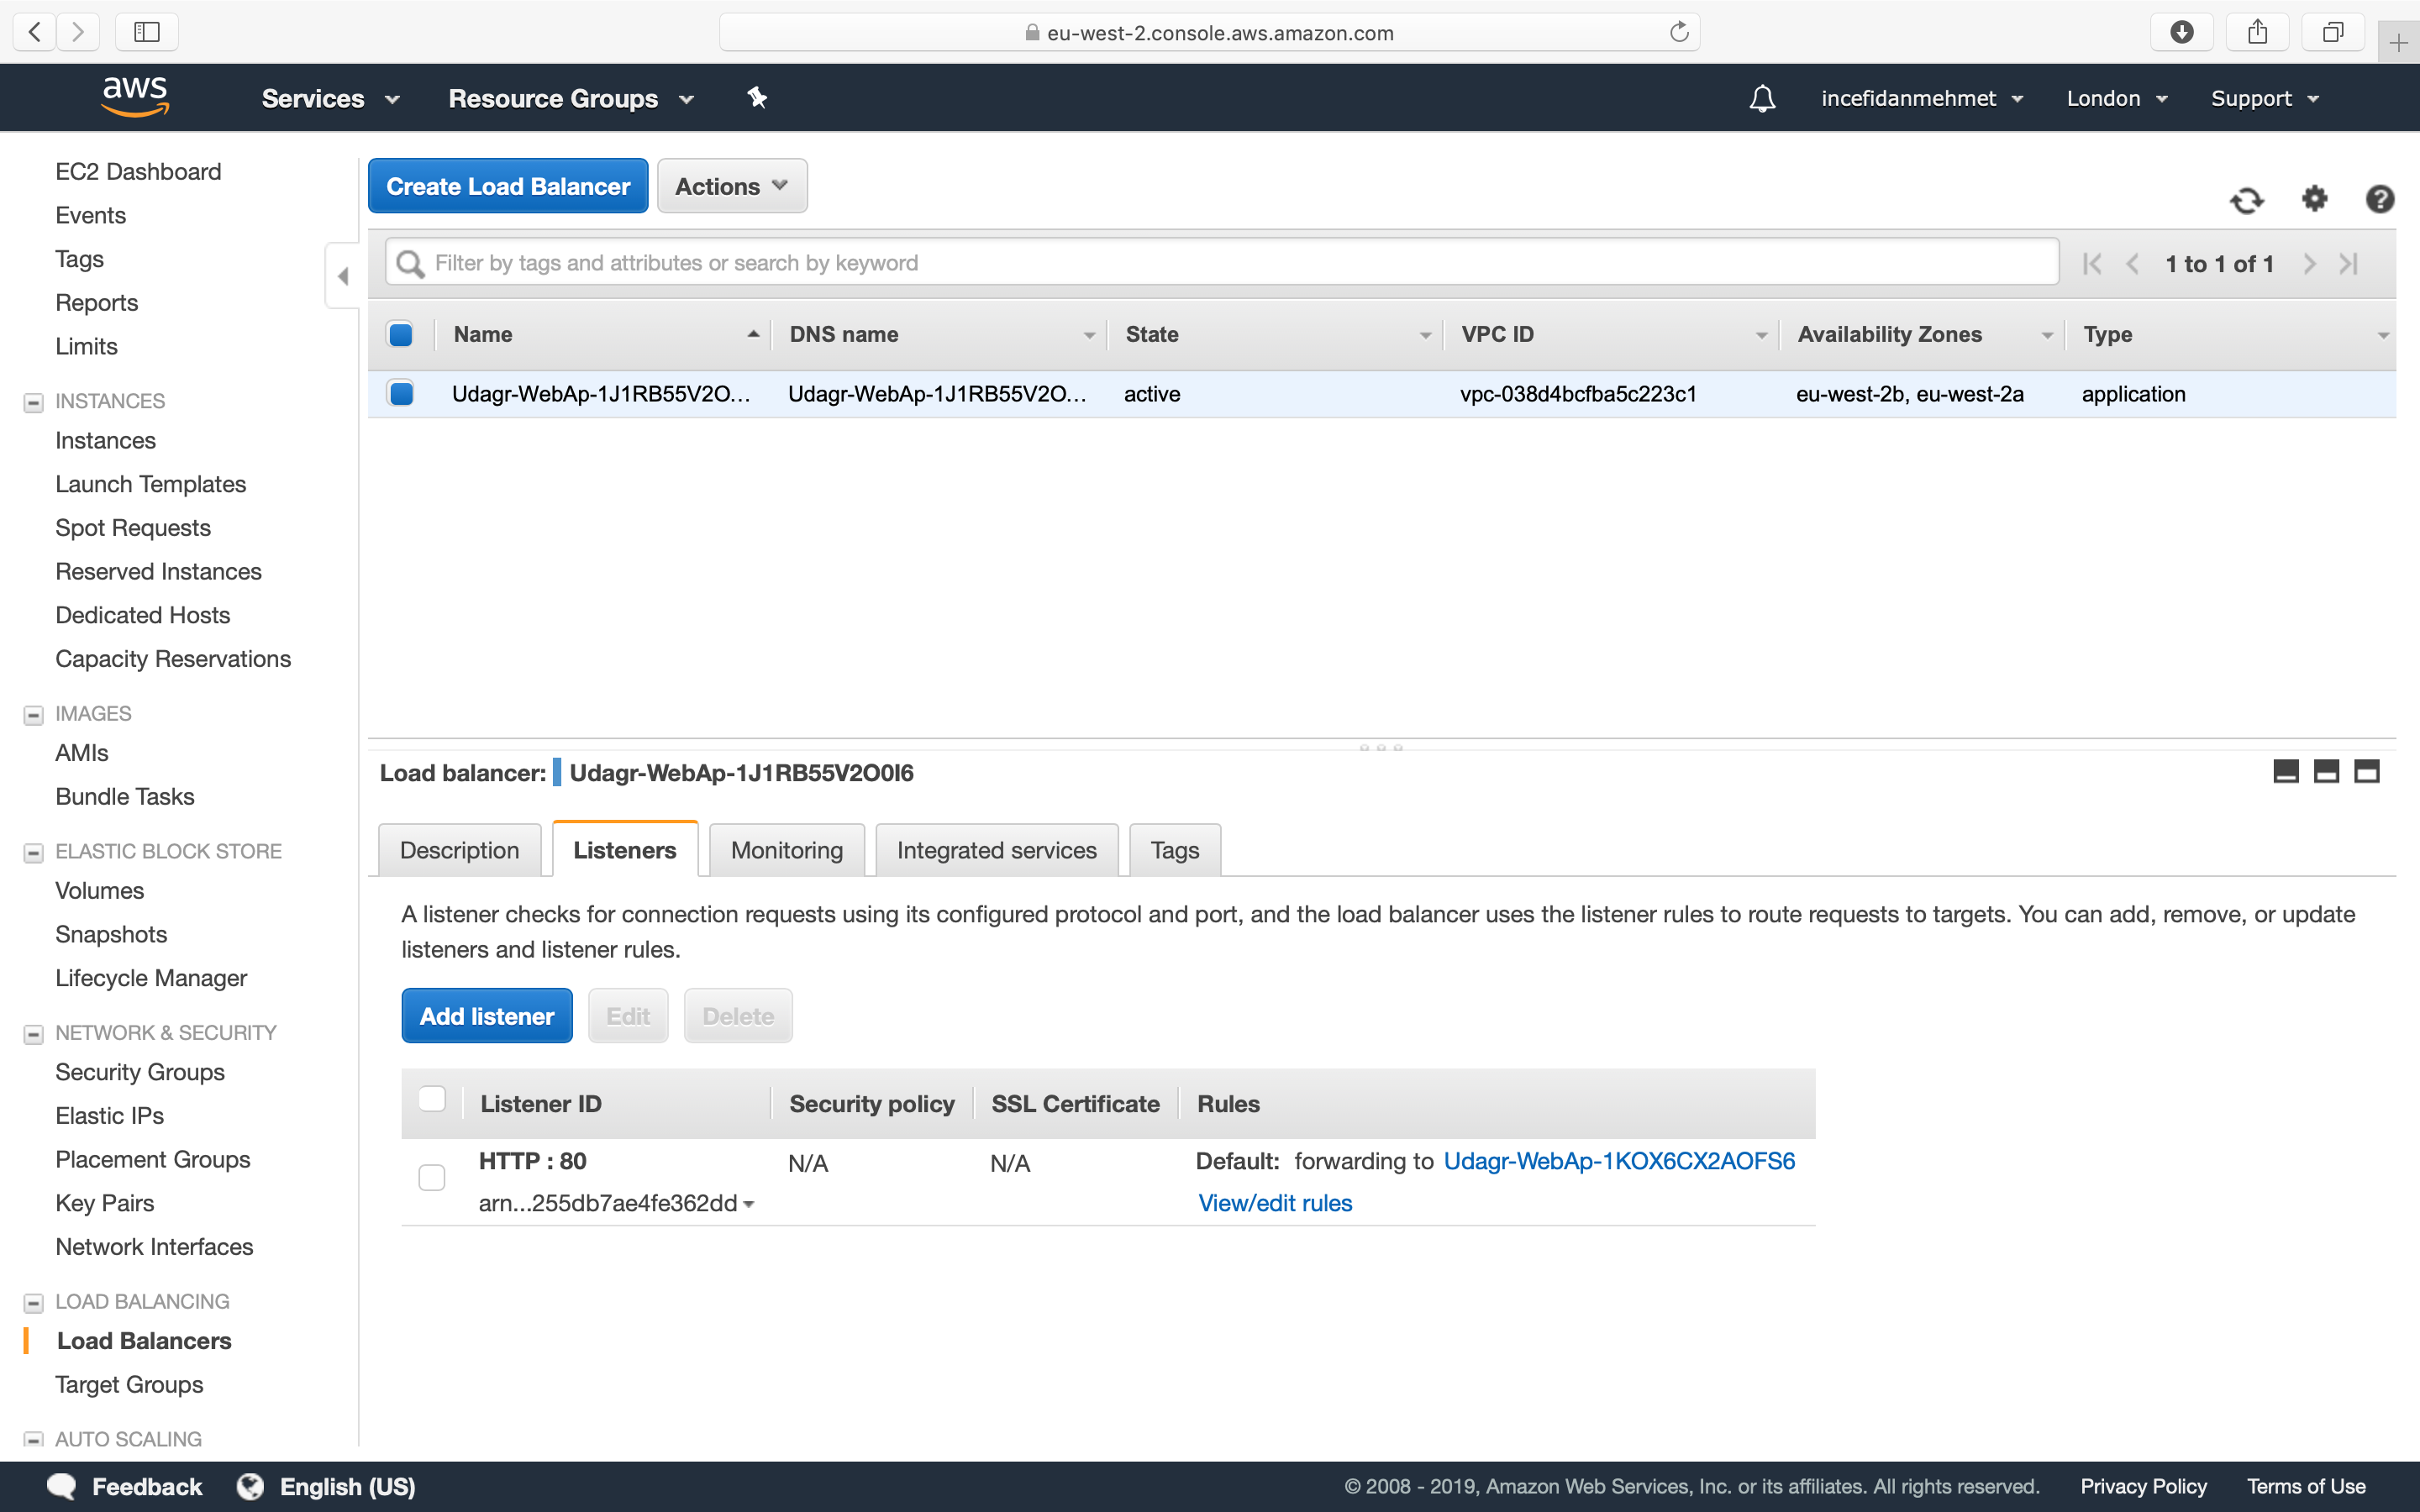 eu-west-2.console.aws.amazon.com
aws
Services
Resource Groups
incefidanmehmet
London
Support
EC2 Dashboard
Events
Tags
Reports
Limits
INSTANCES
Instances
Launch Templates
Spot Requests
Reserved Instances
Dedicated Hosts
Capacity Reservations
IMAGES
AMIs
Bundle Tasks
ELASTIC BLOCK STORE
Volumes
Snapshots
Lifecycle Manager
NETWORK & SECURITY
Security Groups
Elastic IPs
Placement Groups
Key Pairs
Network Interfaces
LOAD BALANCING
Load Balancers
Target Groups
AUTO SCALING
Create Load Balancer
Actions
Filter by tags and attributes or search by keyword
1 to 1 of 1
Name DNS name State VPC ID Availability Zones Type
Udagr-WebAp-1J1RB55V2O... Udagr-WebAp-1J1RB55V2O... active vpc-038d4bcfba5c223c1 eu-west-2b, eu-west-2a application
Load balancer: Udagr-WebAp-1J1RB55V2O0I6
Description Listeners Monitoring Integrated services Tags
A listener checks for connection requests using its configured protocol and port, and the load balancer uses the listener rules to route requests to targets. You can add, remove, or update
listeners and listener rules.
Add listener Edit Delete
Listener ID Security policy SSL Certificate Rules
HTTP : 80 N/A N/A Default: forwarding to Udagr-WebAp-1KOX6CX2AOFS6
arn...255db7ae4fe362dd View/edit rules
Feedback English (US) © 2008 - 2019, Amazon Web Services, Inc. or its affiliates. All rights reserved. Privacy Policy Terms of Use